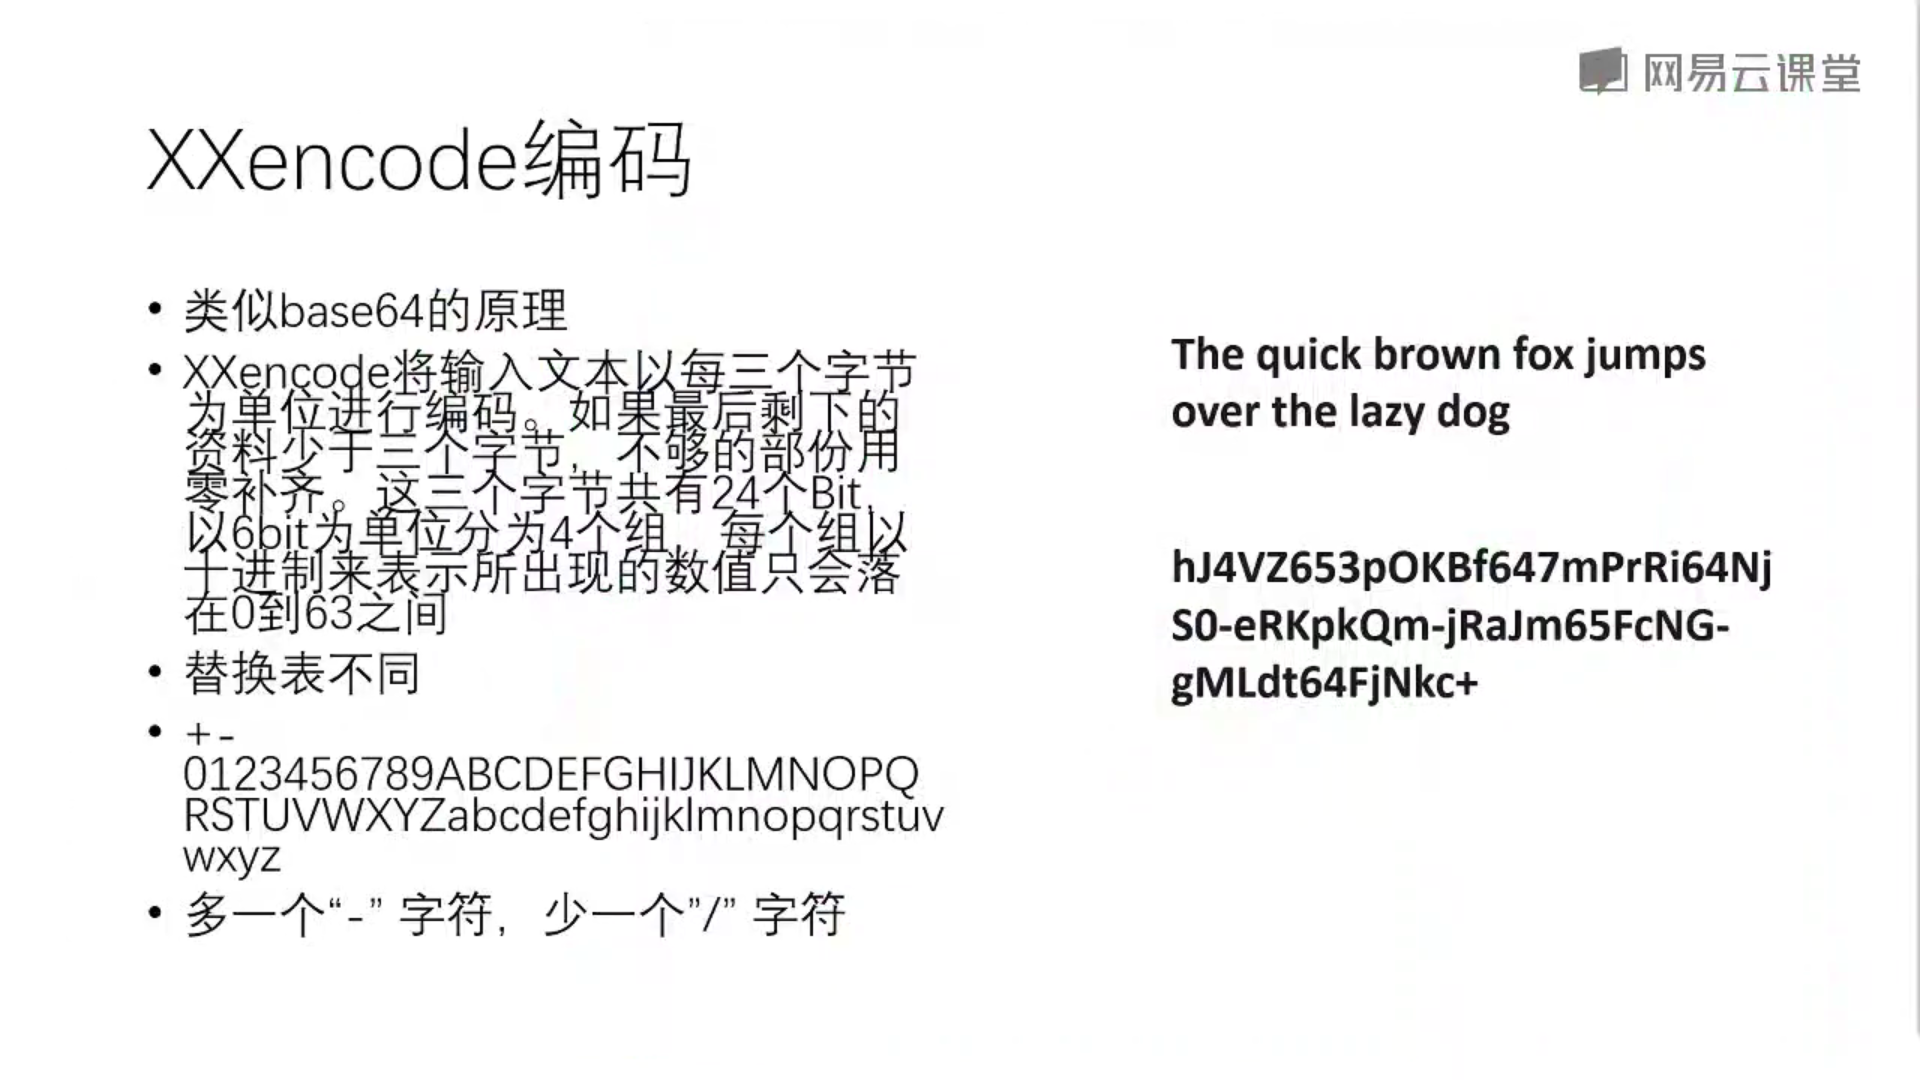 网易云课堂
XXencode编码
• 类似base64的原理
• XXencode将输入文本以每三个字节
为单位进行编码。如果最后剩下的
资料少于三个字节，不够的部份用
零补齐。这三个字节共有24个Bit，
以6bit为单位分为4个组，每个组以
十进制来表示所出现的数值只会落
在0到63之间
• 替换表不同
• +-
0123456789ABCDEFGHIJKLMNOPQ
RSTUVWXYZabcdefghijklmnopqrstuv
wxyz
• 多一个“-” 字符，少一个”/” 字符
The quick brown fox jumps
over the lazy dog
hJ4VZ653pOKBf647mPrRi64Nj
S0-eRKpkQm-jRaJm65FcNG-
gMLdt64FjNkc+